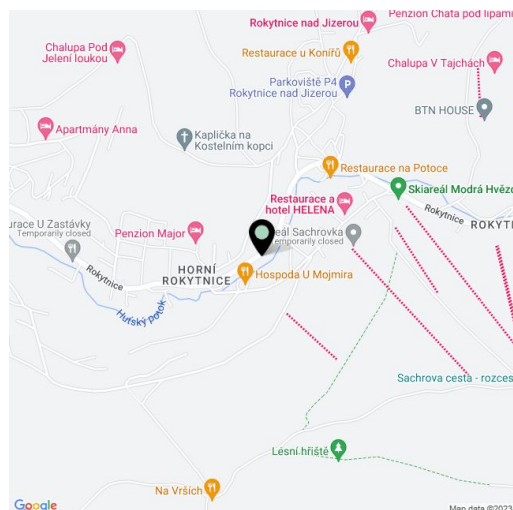 Penzion Chata pod lipami
Rokytnice nad Jizerou
Chalupa Pod
Jelení loukou
Restaurace u Konířů
Chalupa V Tajchách
Parkoviště P4
Rokytnice nad Jizerou
BTN HOUSE
Apartmány Anna
Kaplička na
Kostelním kopci
Restaurace na Potoce
Skiareál Modrá Hvězd
Restaurace a
hotel HELENA
Rokytnice
ROKYT
urace U Zastávky
Temporarily closed
Penzion Major
eál Sachrovka
Temporarily closed
Rokytnice
HORNÍ
ROKYTNICE
Hospoda U Mojmíra
Huťský potok
Sachrova cesta - rozces
Lesní hřiště
Na Vrších
Google
Map data ©2023